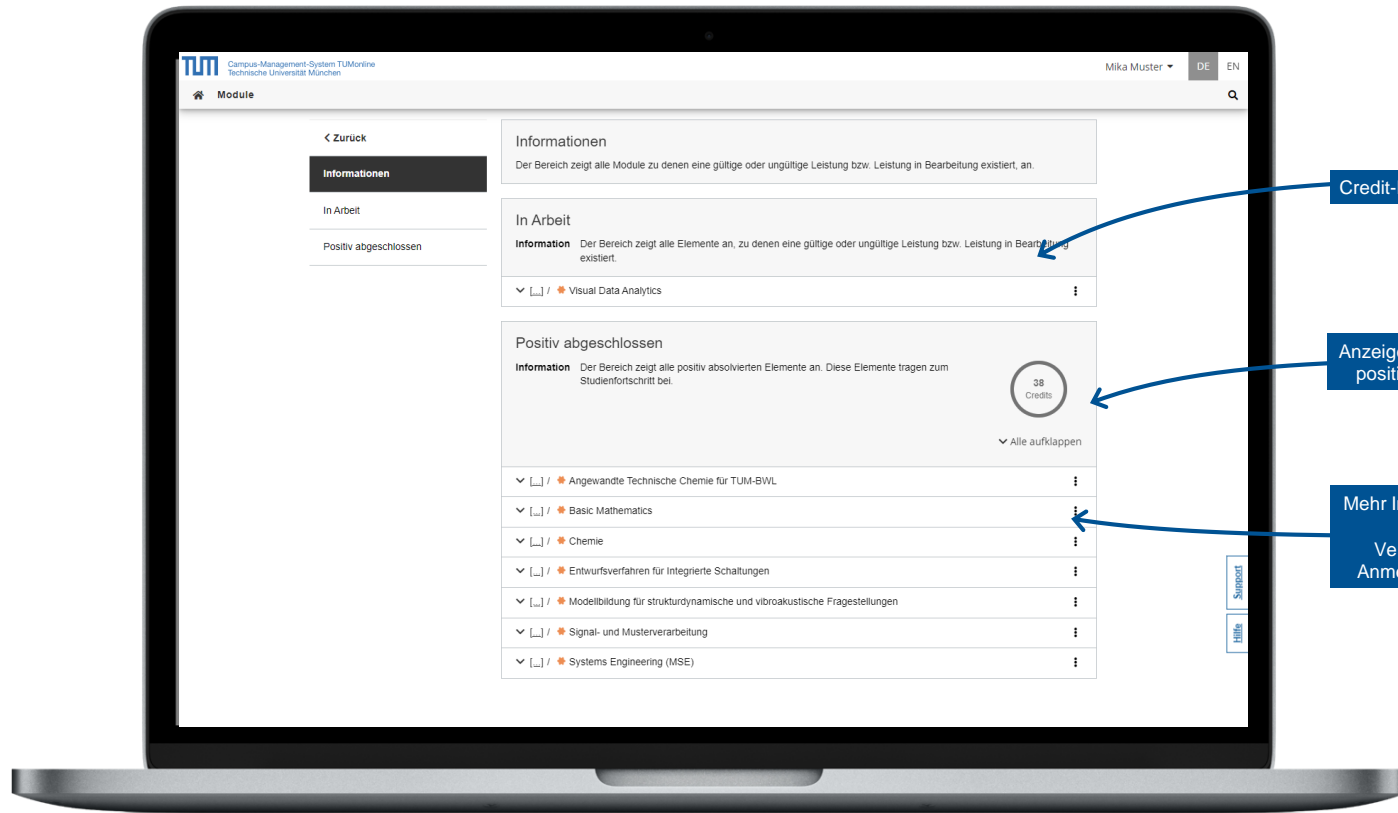 TUM
Campus-Management-System TUMonline
Technische Universität München
Mika Muster
DE
EN
Module
Zurück
Informationen
In Arbeit
Positiv abgeschlossen
Informationen
Der Bereich zeigt alle Module zu denen eine gültige oder ungültige Leistung bzw. Leistung in Bearbeitung existiert, an.
In Arbeit
Information Der Bereich zeigt alle Elemente an, zu denen eine gültige oder ungültige Leistung bzw. Leistung in Bearbeitung
existiert.
[...] / Visual Data Analytics
Positiv abgeschlossen
Information Der Bereich zeigt alle positiv absolvierten Elemente an. Diese Elemente tragen zum
Studienfortschritt bei.
38
Credits
Alle aufklappen
[...] / Angewandte Technische Chemie für TUM-BWL
[...] / Basic Mathematics
[...] / Chemie
[...] / Entwurfsverfahren für Integrierte Schaltungen
[...] / Modellbildung für strukturdynamische und vibroakustische Fragestellungen
[...] / Signal- und Musterverarbeitung
[...] / Systems Engineering (MSE)
Support
Hilfe
Credit-
Anzeig
positi
Mehr I
Ve
Anm